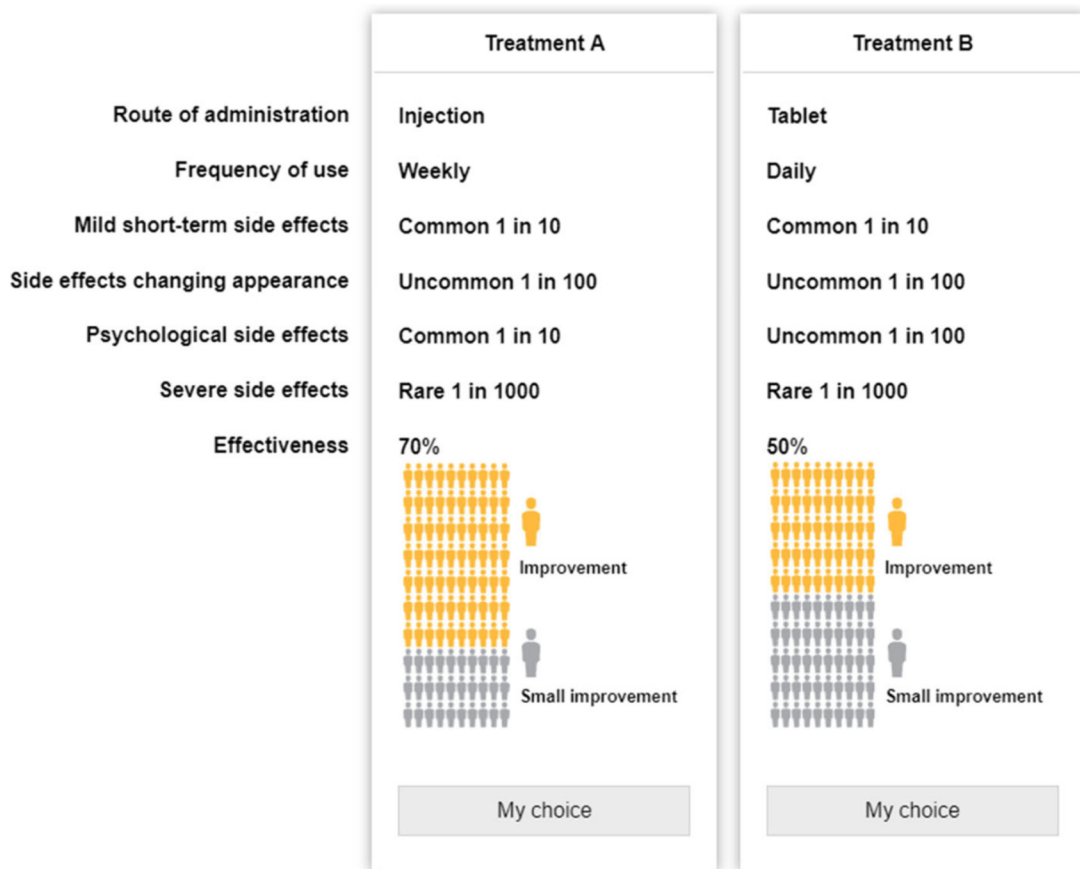 Treatment A Treatment B
Route of administration Injection Tablet
Frequency of use Weekly Daily
Mild short-term side effects Common 1 in 10 Common 1 in 10
Side effects changing appearance Uncommon 1 in 100 Uncommon 1 in 100
Psychological side effects Common 1 in 10 Uncommon 1 in 100
Severe side effects Rare 1 in 1000 Rare 1 in 1000
Effectiveness 70% 50%
Improvement Improvement
Small improvement Small improvement
My choice My choice